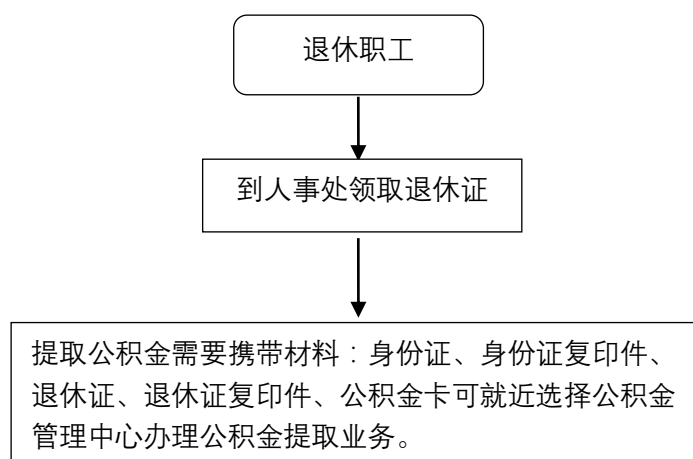 退休职工
到人事处领取退休证
提取公积金需要携带材料：身份证、身份证复印件、
退休证、退休证复印件、公积金卡可就近选择公积金
管理中心办理公积金提取业务。